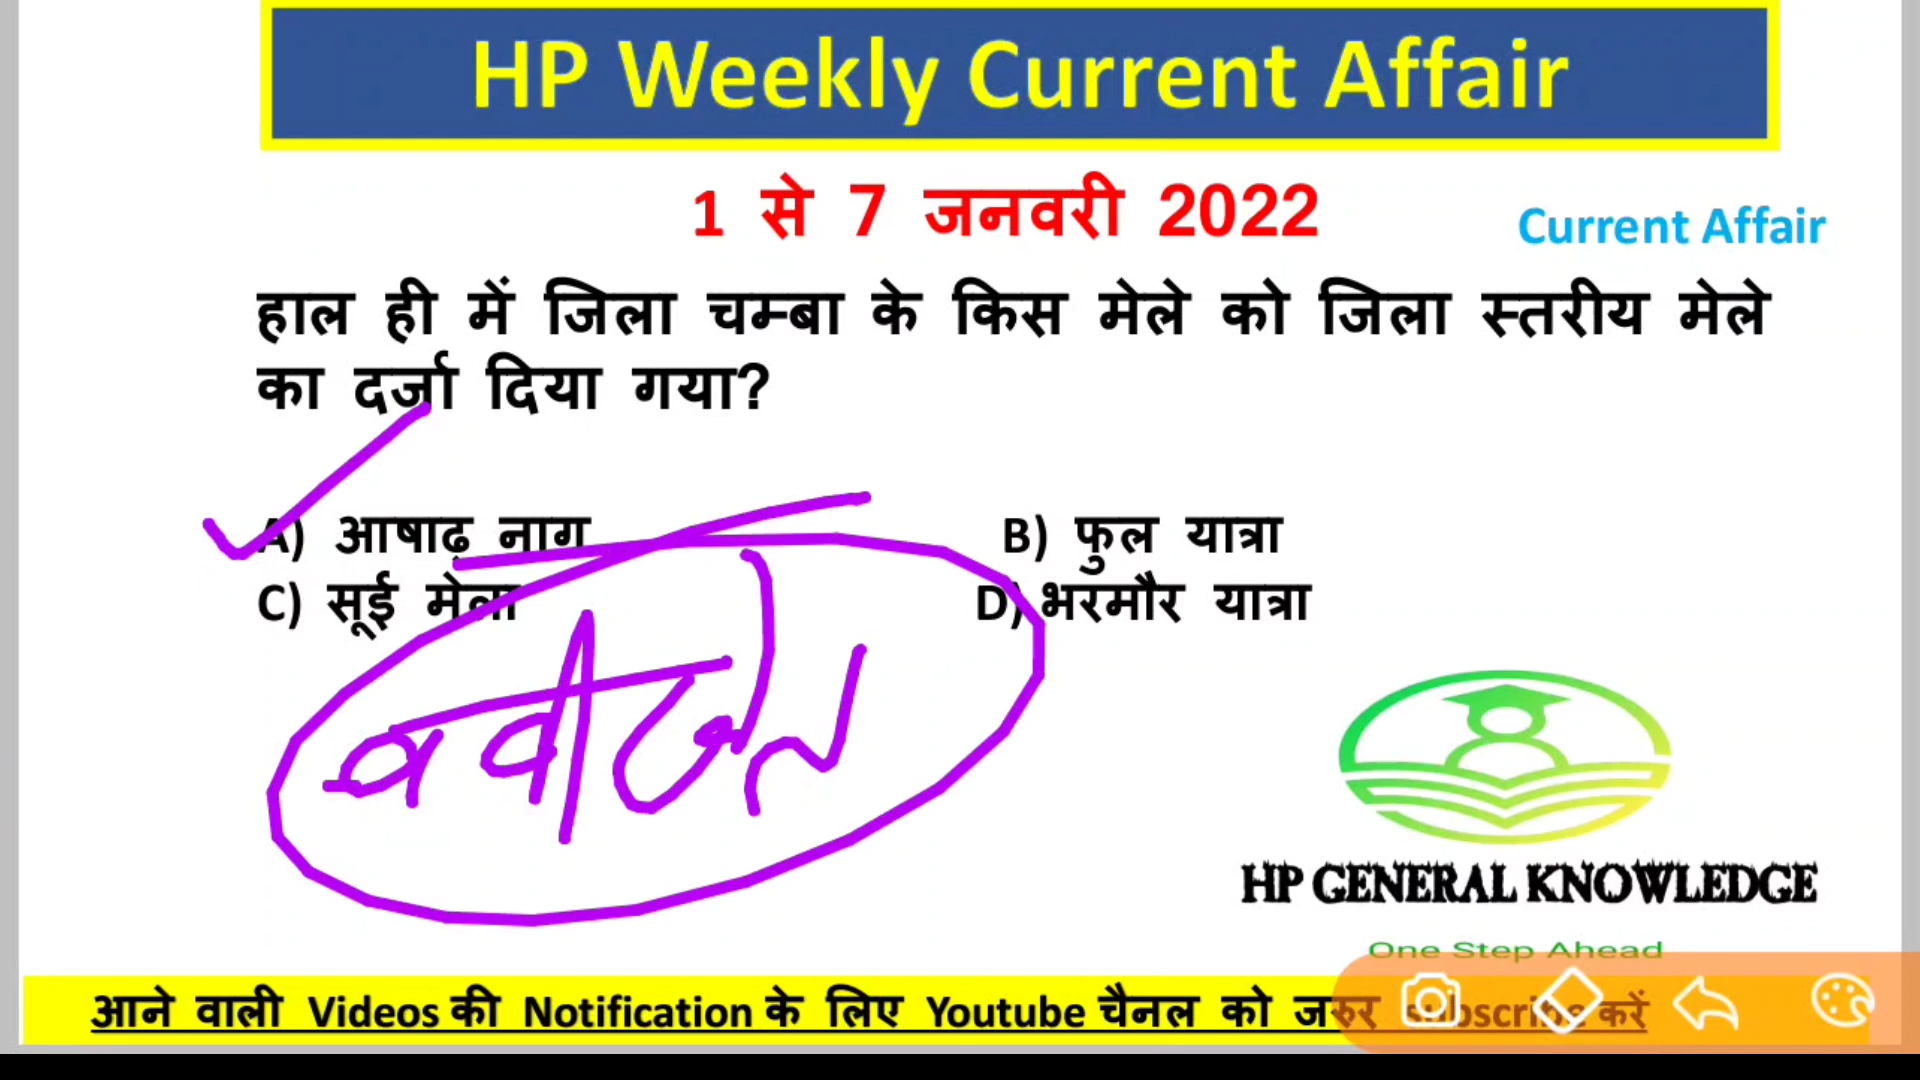 HP Weekly Current Affair
1 से 7 जनवरी 2022
Current Affair
हाल ही में जिला चम्बा के किस मेले को जिला स्तरीय मेले
का दर्जा दिया गया?
A) आषाढ़ नाग
B) फुल यात्रा
C) सूई मेला
D) भरमौर यात्रा
HP GENERAL KNOWLEDGE
One Step Ahead
आने वाली Videos की Notification के लिए Youtube चैनल को जरुर subscribe करें